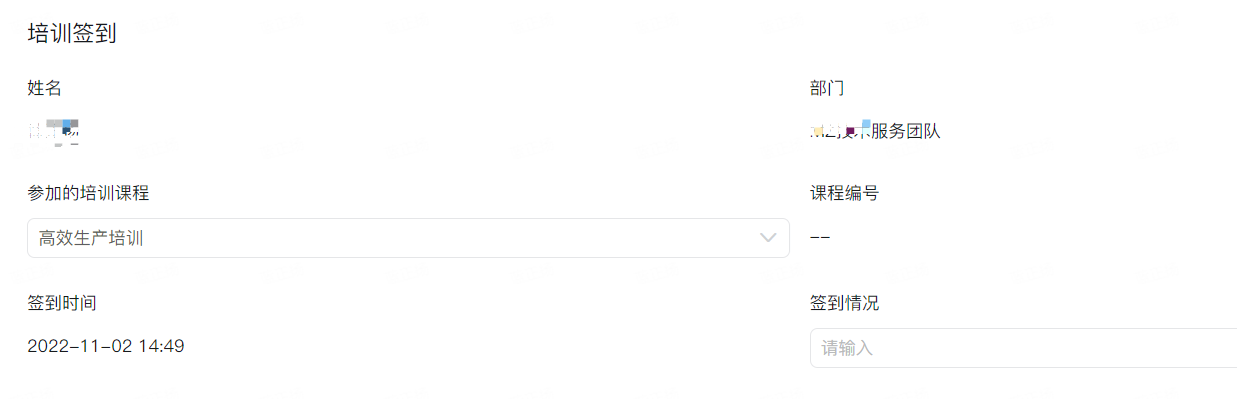 培训签到
姓名
部门
服务团队
参加的培训课程
课程编号
高效生产培训
--
签到时间
签到情况
2022-11-02 14:49
请输入